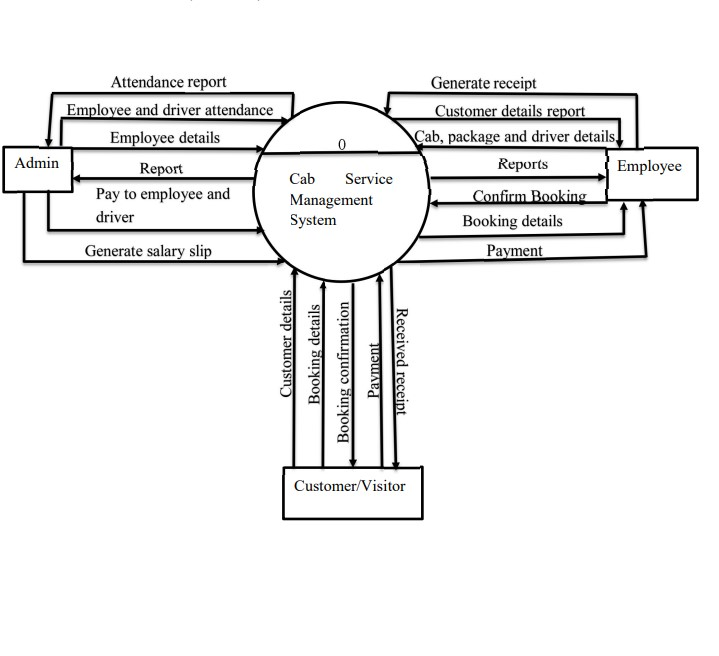 Attendance report
Employee and driver attendance
Employee details
Admin
Report
Pay to employee and
driver
Generate salary slip
0
Cab Service
Management
System
Generate receipt
Customer details report
Cab, package and driver details
Reports
Employee
Confirm Booking
Booking details
Payment
Customer details
Booking details
Booking confirmation
Payment
Received receipt
Customer/Visitor